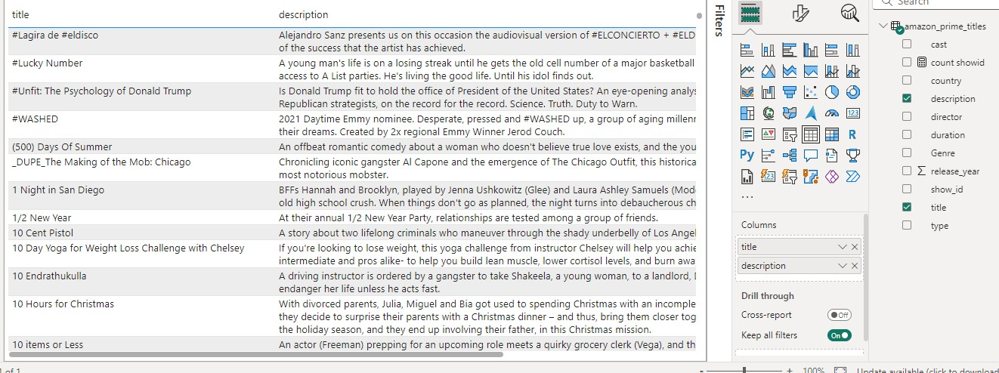 title description
#Lagira de #eldisco Alejandro Sanz presents us on this occasion the audiovisual version of #ELCONCIERTO + #ELD
of the success that the artist has achieved.
#Lucky Number A young man's life is on a losing streak until he gets the old cell number of a major basketball
access to A List parties. He's living the good life. Until his idol finds out.
#Unfit: The Psychology of Donald Trump Is Donald Trump fit to hold the office of President of the United States? An eye-opening analys
Republican strategists, on the record for the record. Science. Truth. Duty to Warn.
#WASHED 2021 Daytime Emmy nominee. Desperate, pressed and #WASHED up, a group of aging millenn
their dreams. Created by 2x regional Emmy Winner Jerod Couch.
(500) Days Of Summer An offbeat romantic comedy about a woman who doesn't believe true love exists, and the you
_DUPE_The Making of the Mob: Chicago Chronicling iconic gangster Al Capone and the emergence of The Chicago Outfit, this historica
most notorious mobster.
1 Night in San Diego BFFs Hannah and Brooklyn, played by Jenna Ushkowitz (Glee) and Laura Ashley Samuels (Mod
old high school crush. When things don't go as planned, the night turns into debaucherous ch
1/2 New Year At their annual 1/2 New Year Party, relationships are tested among a group of friends.
10 Cent Pistol A story about two lifelong criminals who maneuver through the shady underbelly of Los Angel
10 Day Yoga for Weight Loss Challenge with Chelsey If you're looking to lose weight, this yoga challenge from instructor Chelsey will help you achie
intermediate and pros alike- to help you build lean muscle, lower cortisol levels, and burn awa
10 Endrathukulla A driving instructor is ordered by a gangster to take Shakeela, a young woman, to a landlord, D
endanger her life unless he acts fast.
10 Hours for Christmas With divorced parents, Julia, Miguel and Bia got used to spending Christmas with an incomple
they decide to surprise their parents with a Christmas dinner – and thus, bring them closer tog
the holiday season, and they end up involving their father, in this Christmas mission.
10 items or Less An actor (Freeman) prepping for an upcoming role meets a quirky grocery clerk (Vega), and th
1 of 1
Filters
123
R
Py
123
...
Columns
title
description
Drill through
Cross-report Off
Keep all filters On
Search
amazon_prime_titles
cast
count showid
country
description
director
duration
Genre
Σ release_year
show_id
title
type
- + 100% Update available (click to download